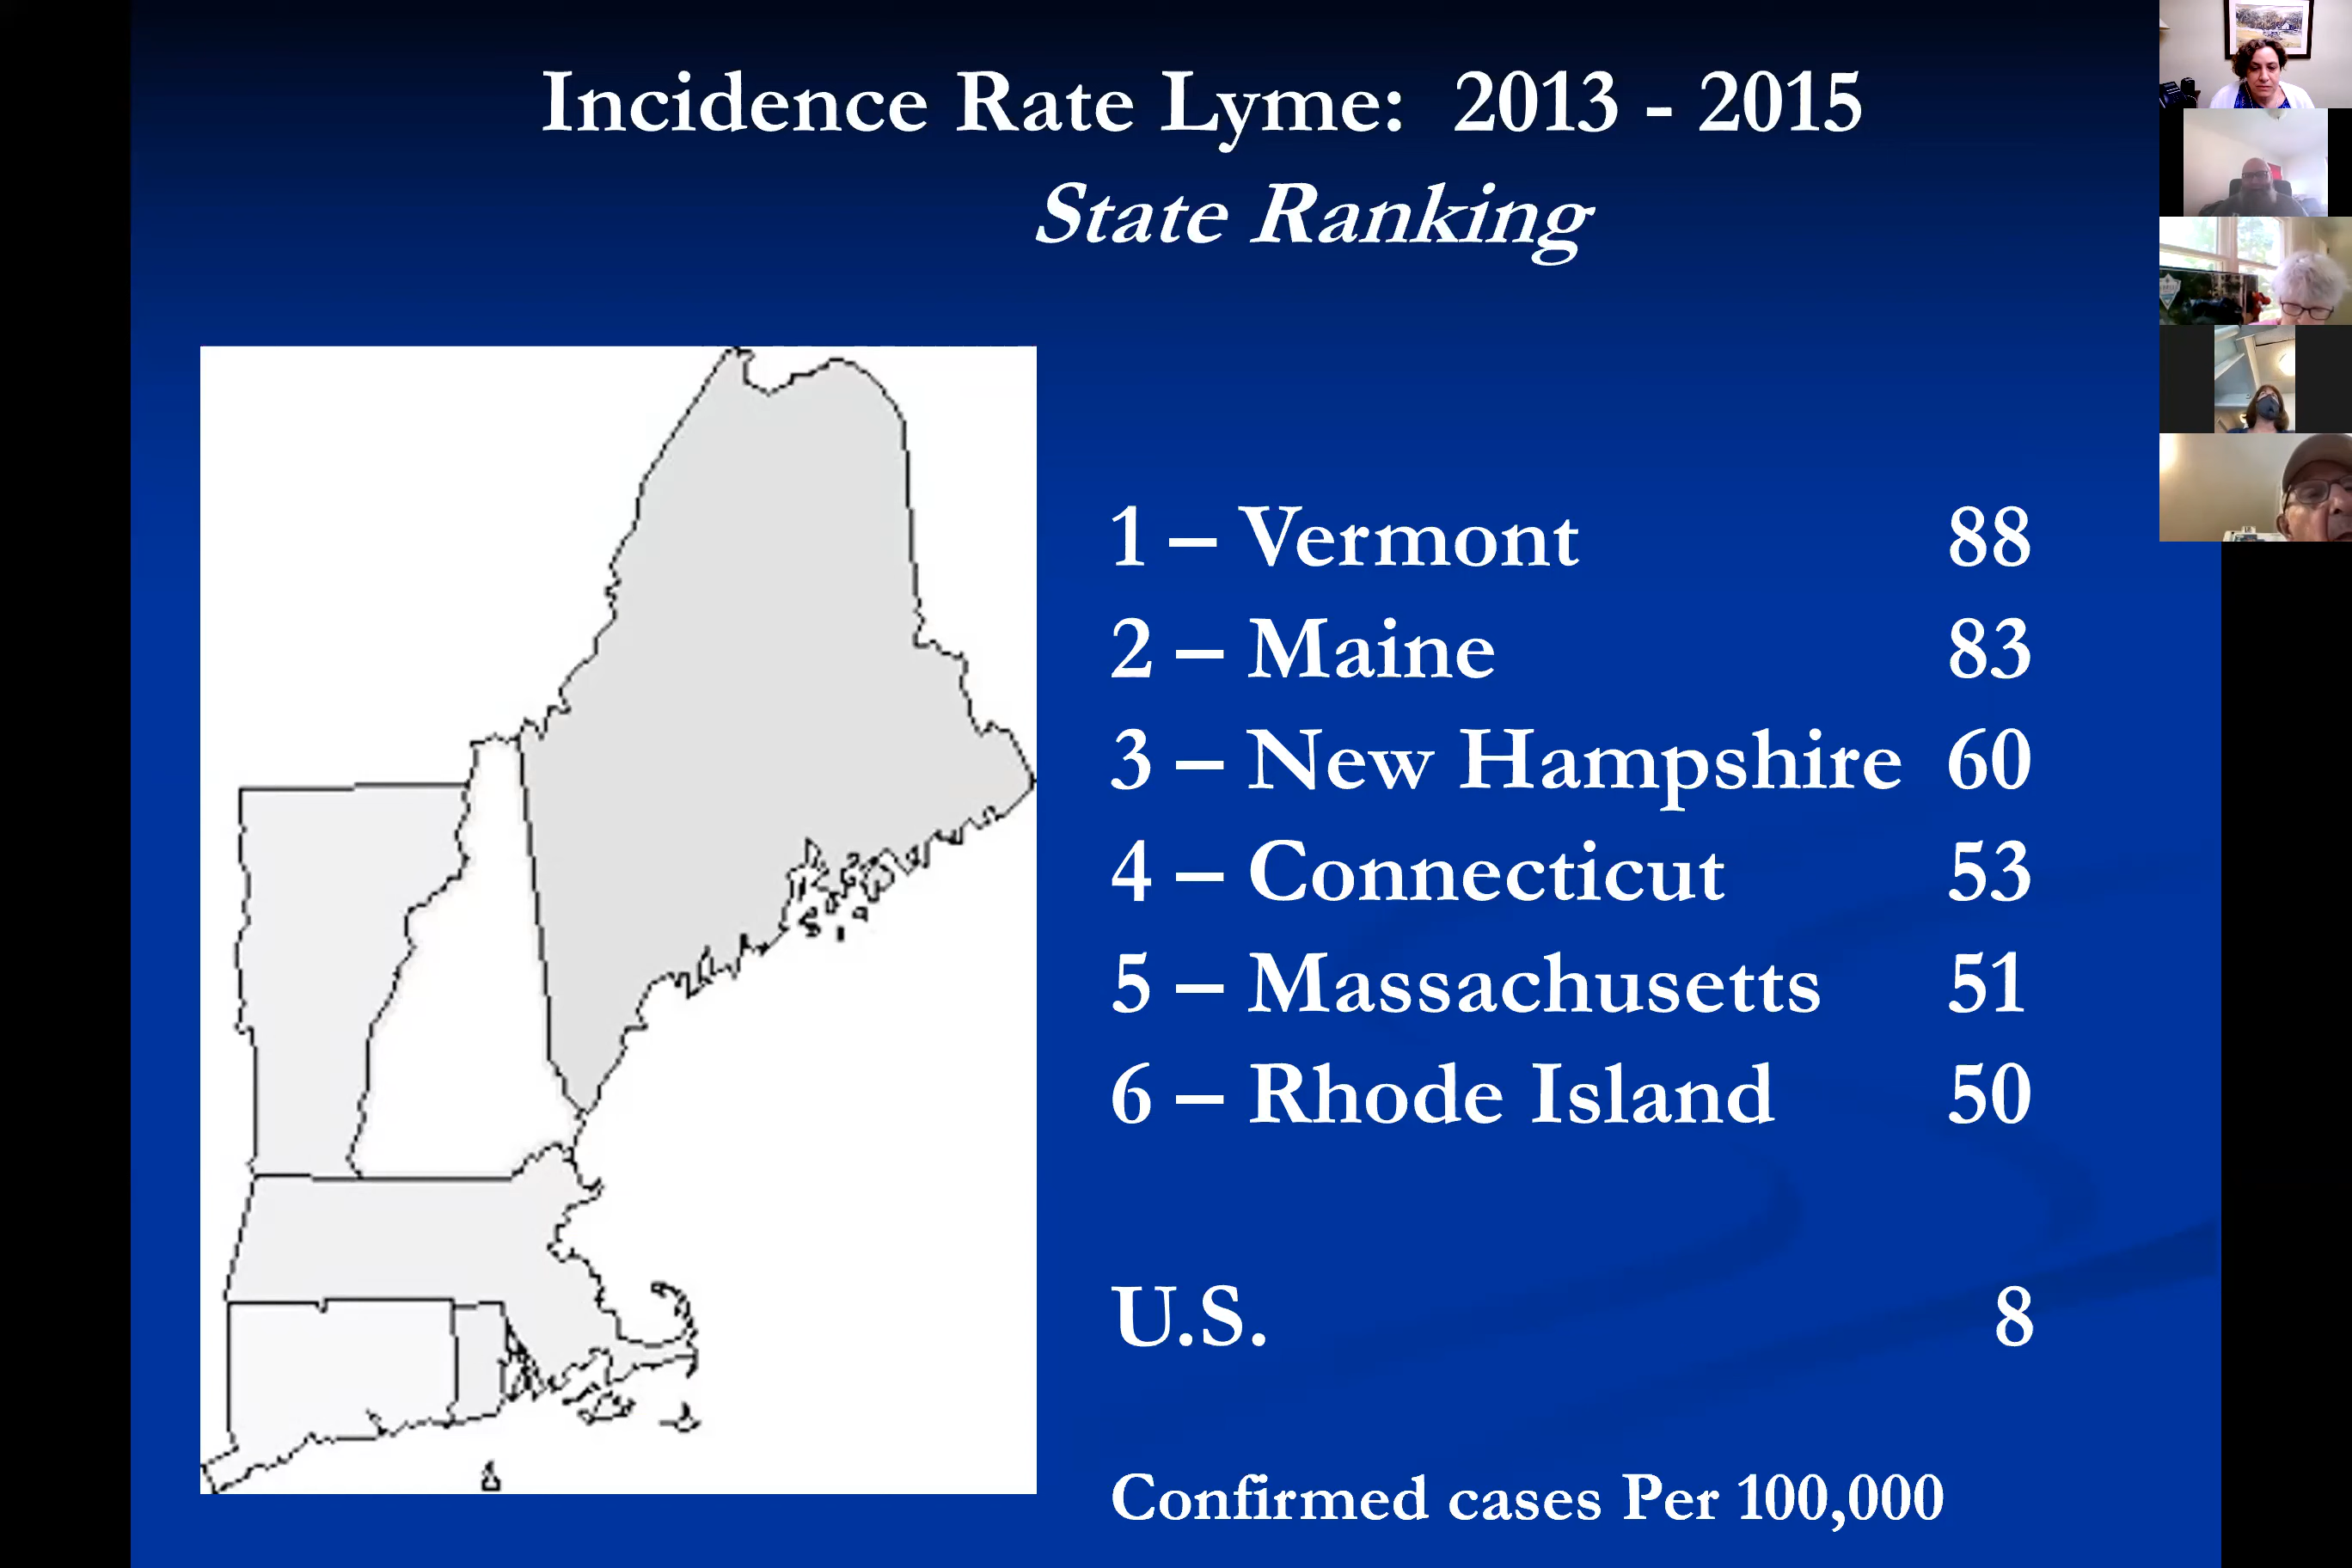 Incidence Rate Lyme: 2013 - 2015
State Ranking
1 – Vermont 88
2 – Maine 83
3 – New Hampshire 60
4 – Connecticut 53
5 – Massachusetts 51
6 – Rhode Island 50
U.S. 8
Confirmed cases Per 100,000